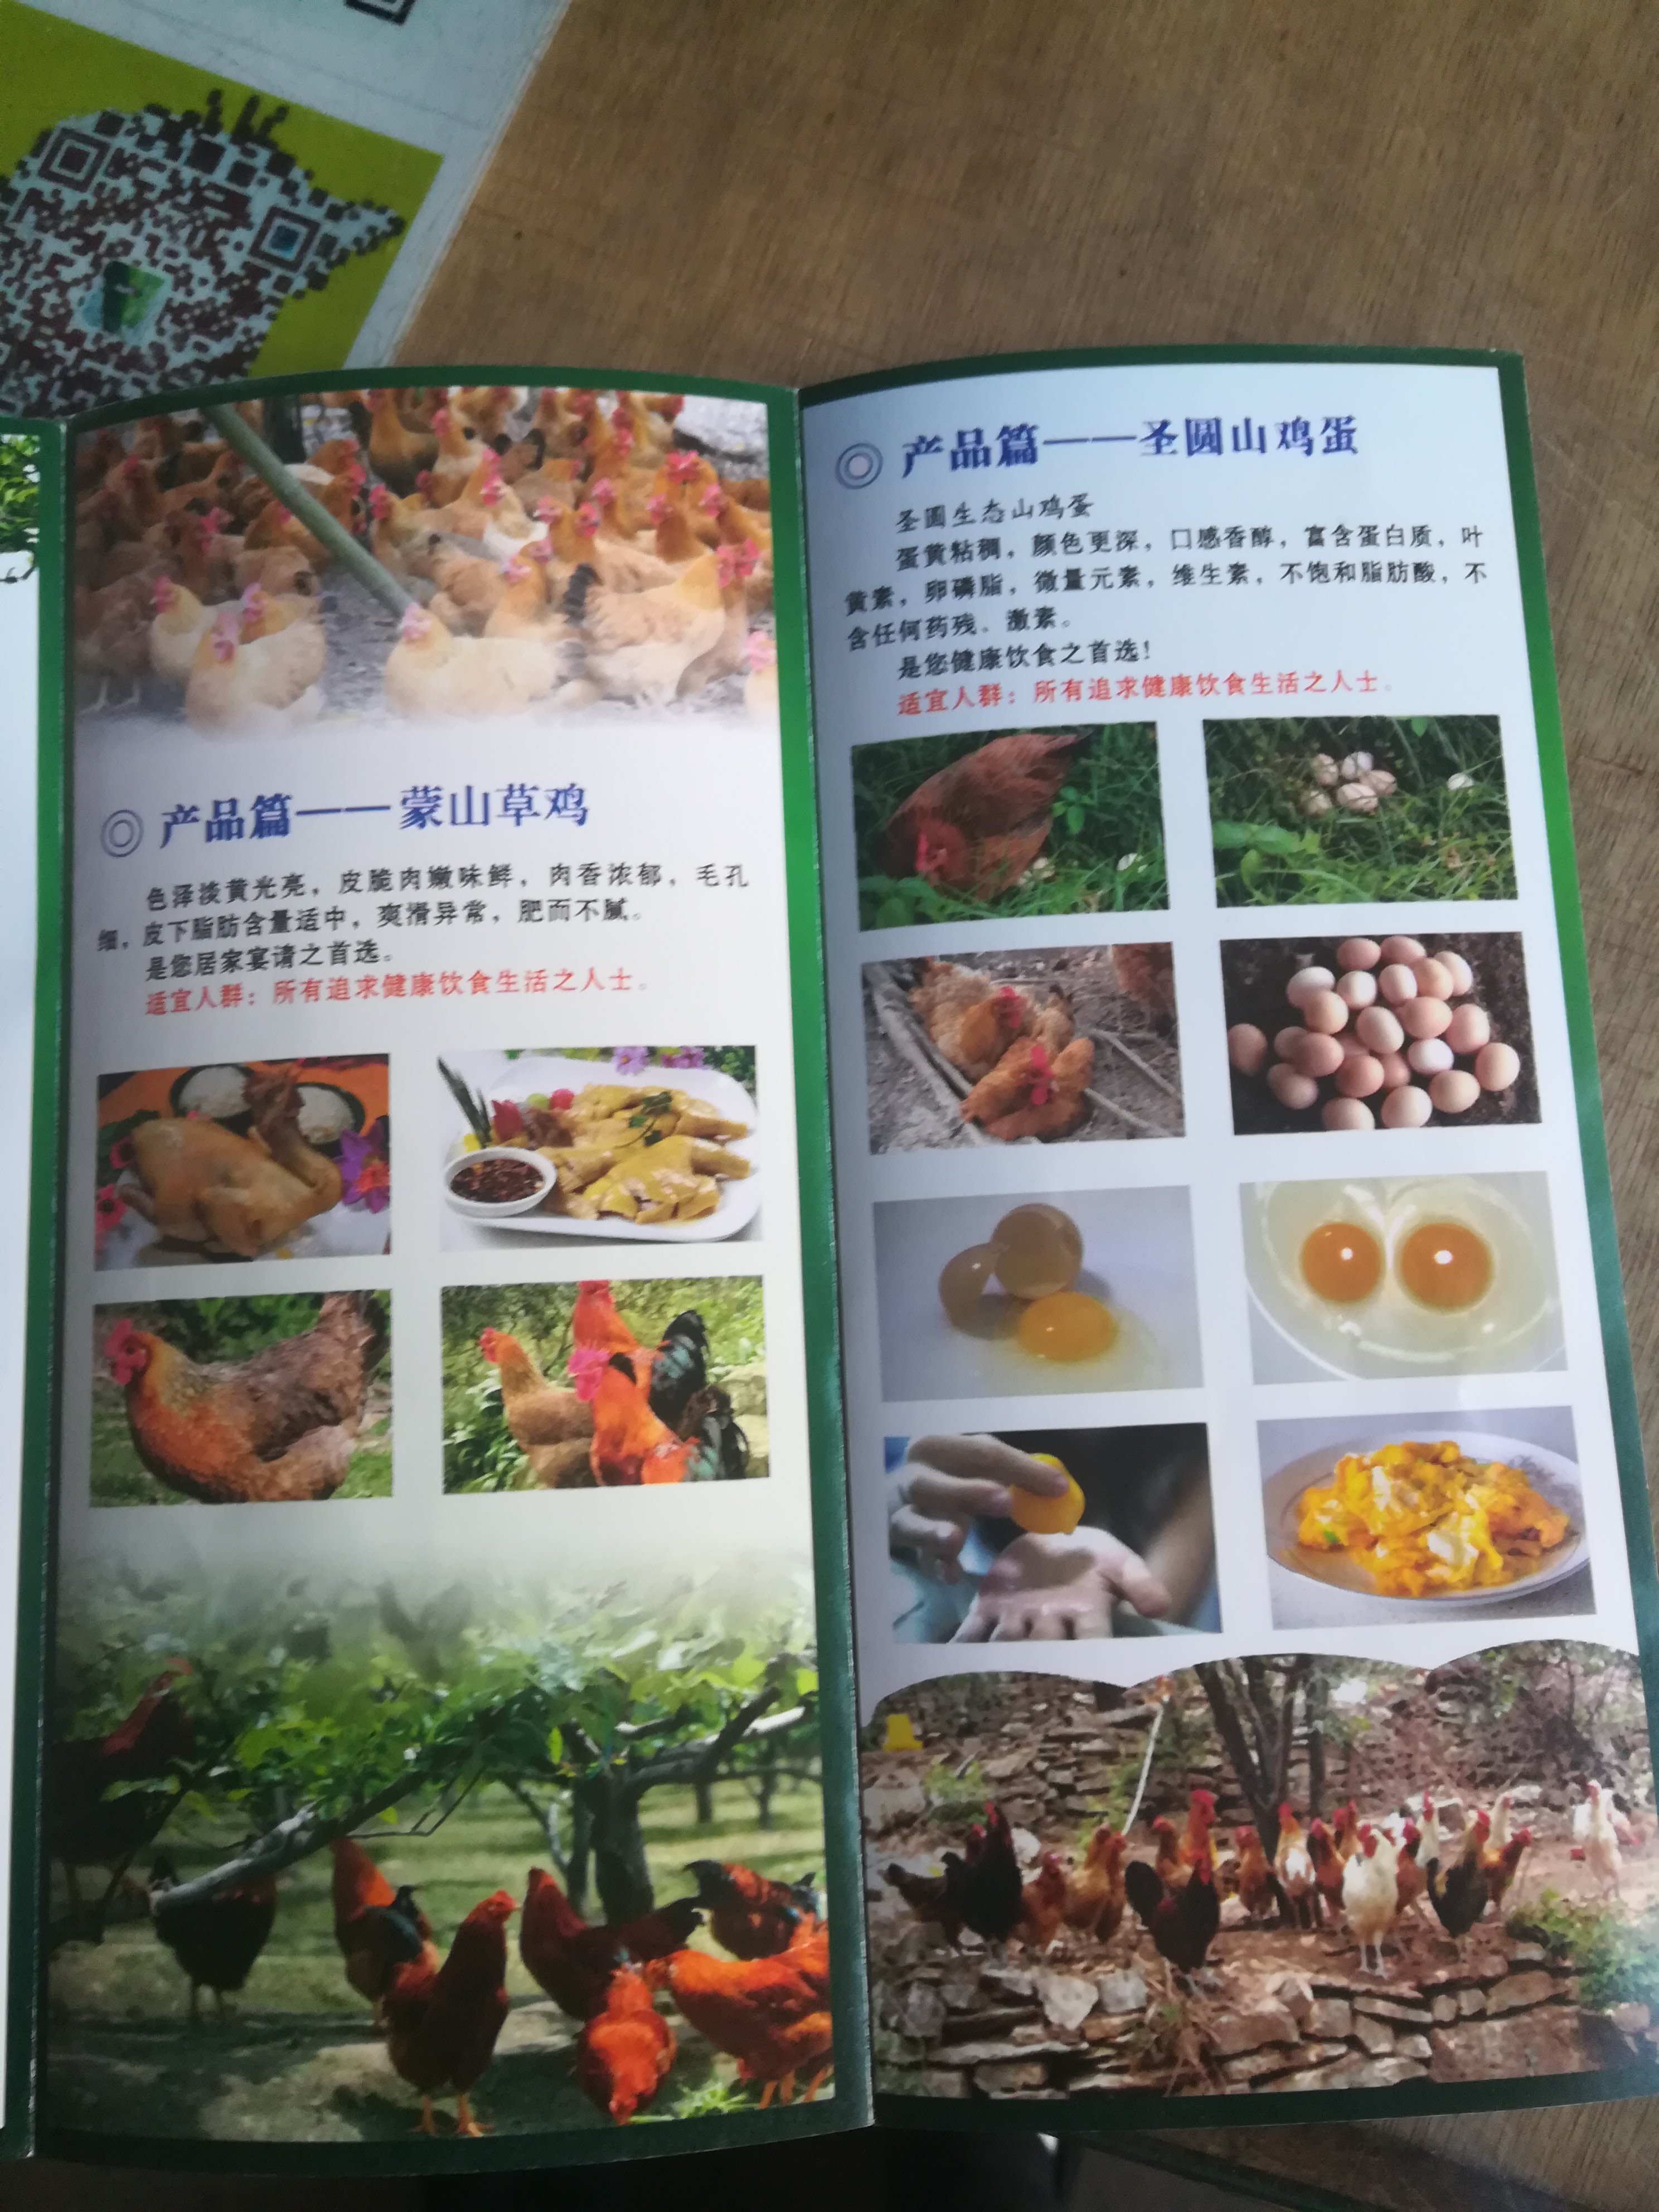 产品篇——蒙山草鸡
色泽淡黄光亮，皮脆肉嫩味鲜，肉香浓郁，毛孔
细，皮下脂肪含量适中，爽滑异常，肥而不腻。
是您居家宴请之首选。
适宜人群：所有追求健康饮食生活之人士。
产品篇——圣圆山鸡蛋
圣圆生态山鸡蛋
蛋黄粘稠，颜色更深，口感香醇，富含蛋白质，叶
黄素，卵磷脂，微量元素，维生素，不饱和脂肪酸，不
含任何药残、激素。
是您健康饮食之首选！
适宜人群：所有追求健康饮食生活之人士。